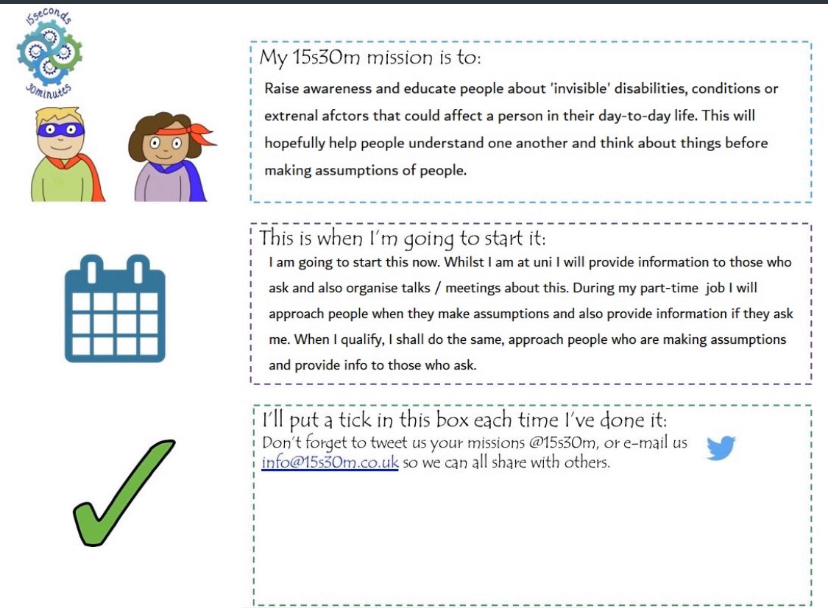 15seconds
30minutes
My 15s30m mission is to:
Raise awareness and educate people about 'invisible' disabilities, conditions or
extrenal afctors that could affect a person in their day-to-day life. This will
hopefully help people understand one another and think about things before
making assumptions of people.
This is when I'm going to start it:
I am going to start this now. Whilst I am at uni I will provide information to those who
ask and also organise talks / meetings about this. During my part-time job I will
approach people when they make assumptions and also provide information if they ask
me. When I qualify, I shall do the same, approach people who are making assumptions
and provide info to those who ask.
I'll put a tick in this box each time I've done it:
Don't forget to tweet us your missions @15s30m, or e-mail us
info@15s30m.co.uk so we can all share with others.